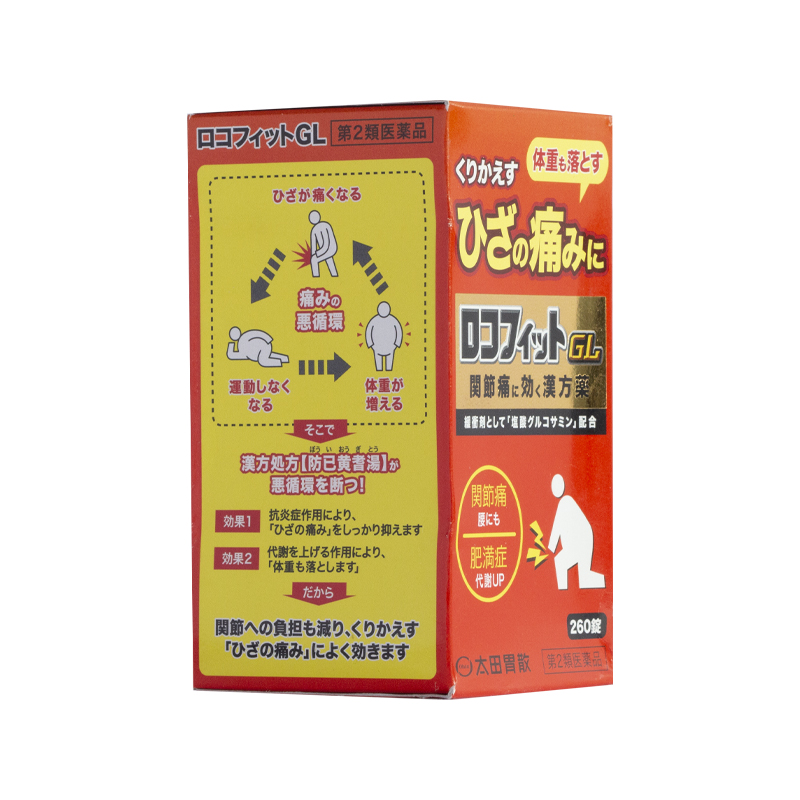 ロコフィットGL 第2類医薬品
ひざが痛くなる
痛みの
悪循環
運動しなく
なる
体重が
増える
そこで
ぼう い おう ぎ とう
漢方処方【防已黄耆湯】が
悪循環を断つ!
効果1 抗炎症作用により、
「ひざの痛み」をしっかり抑えます
効果2 代謝を上げる作用により、
「体重も落とします」
だから
関節への負担も減り、くりかえす
「ひざの痛み」によく効きます
体重も落とす
くりかえす
ひざの痛みに
ロコフィットGL
関節痛に効く漢方薬
緩衝剤として「塩酸グルコサミン」配合
関節痛
腰にも
肥満症
代謝UP
260錠
太田胃散 第2類医薬品